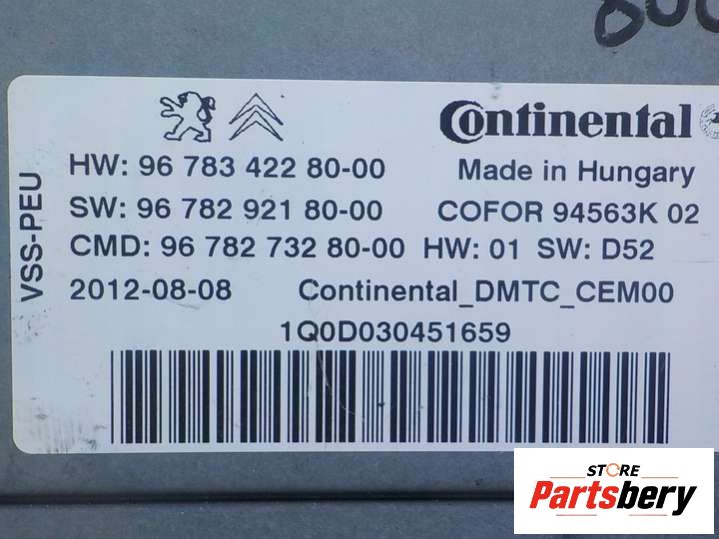 Continental
HW: 96 783 422 80-00
Made in Hungary
SW: 96 782 921 80-00
COFOR 94563K 02
CMD: 96 782 732 80-00 HW: 01 SW: D52
2012-08-08
Continental_DMTC_CEM00
1Q0D030451659
VSS-PEU
STORE
Partsbery